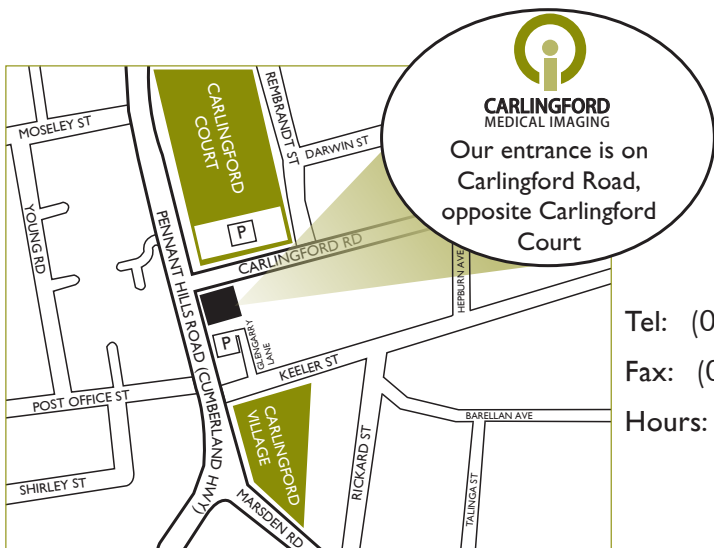 CARLINGFORD
MEDICAL IMAGING
Our entrance is on
Carlingford Road,
opposite Carlingford
Court
MOSELEY ST
YOUNG RD
PENNANT HILLS ROAD (CUMBERLAND HWY)
CARLINGFORD
COURT
REMBRANDT ST
DARWIN ST
P
CARLINGFORD RD
HEPBURN AVE
P
GLENGARRY
LANE
KEELER ST
POST OFFICE ST
CARLINGFORD
VILLAGE
RICKARD ST
BARELLAN AVE
TALINGA ST
SHIRLEY ST
MARSDEN RD
Tel: (0
Fax: (0
Hours: